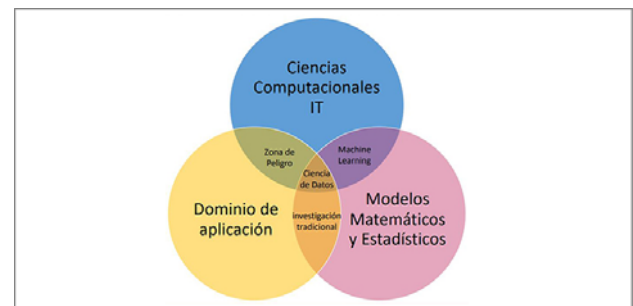 Ciencias
Computacionales
IT
Zona de
Peligro
Machine
Learning
Ciencia
de Datos
Dominio de
aplicación
investigación
tradicional
Modelos
Matemáticos
y Estadísticos